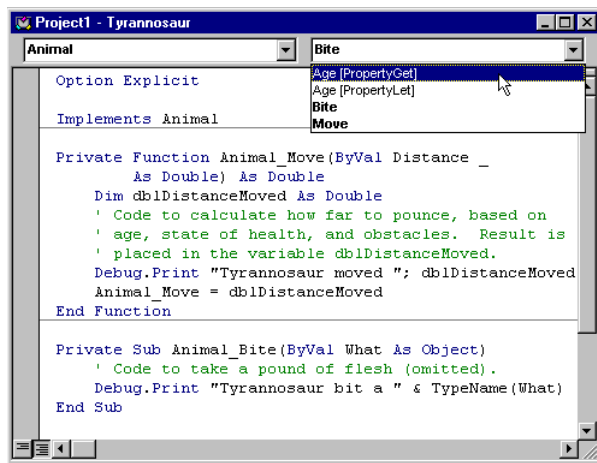 Project1 - Tyrannosaur
Animal
Bite
Age [PropertyGet]
Age [PropertyLet]
Bite
Move
Option Explicit
Implements Animal
Private Function Animal_Move(ByVal Distance _
As Double) As Double
Dim dblDistanceMoved As Double
' Code to calculate how far to pounce, based on
' age, state of health, and obstacles.  Result is
' placed in the variable dblDistanceMoved.
Debug.Print "Tyrannosaur moved "; dblDistanceMoved
Animal_Move = dblDistanceMoved
End Function
Private Sub Animal_Bite(ByVal What As Object)
' Code to take a pound of flesh (omitted).
Debug.Print "Tyrannosaur bit a " & TypeName(What)
End Sub